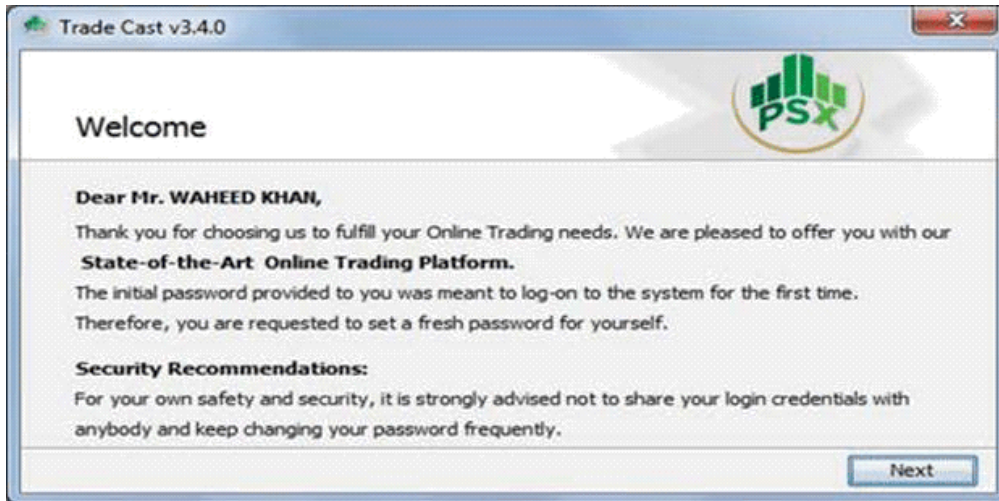 Trade Cast v3.4.0
PSX
Welcome
Dear Mr. WAHEED KHAN,
Thank you for choosing us to fulfill your Online Trading needs. We are pleased to offer you with our
State-of-the-Art Online Trading Platform.
The initial password provided to you was meant to log-on to the system for the first time.
Therefore, you are requested to set a fresh password for yourself.
Security Recommendations:
For your own safety and security, it is strongly advised not to share your login credentials with
anybody and keep changing your password frequently.
Next